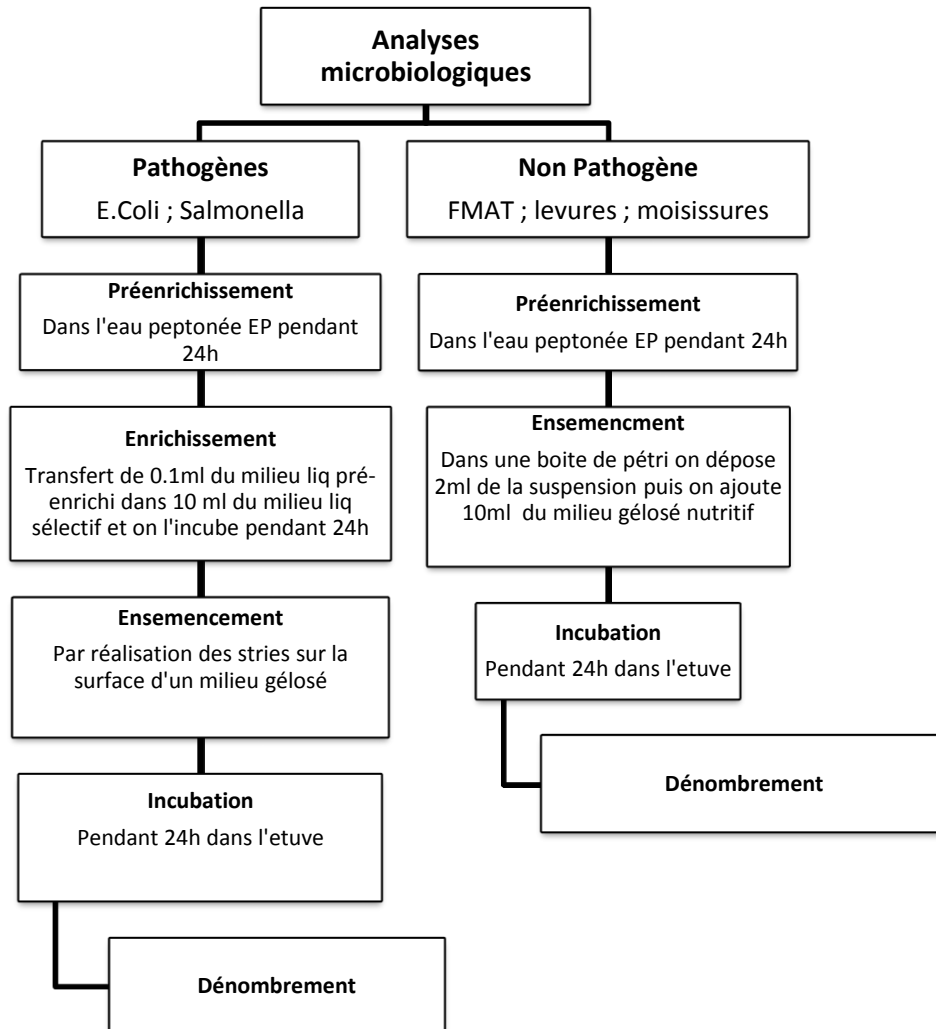 Analyses
microbiologiques
Pathogènes
E.Coli ; Salmonella
Préenrichissement
Dans l'eau peptonée EP pendant
24h
Enrichissement
Transfert de 0.1ml du milieu liq pré-
enrichi dans 10 ml du milieu liq
sélectif et on l'incube pendant 24h
Ensemencement
Par réalisation des stries sur la
surface d'un milieu gélosé
Incubation
Pendant 24h dans l'etuve
Dénombrement
Non Pathogène
FMAT ; levures ; moisissures
Préenrichissement
Dans l'eau peptonée EP pendant 24h
Ensemencment
Dans une boite de pétri on dépose
2ml de la suspension puis on ajoute
10ml du milieu gélosé nutritif
Incubation
Pendant 24h dans l'etuve
Dénombrement